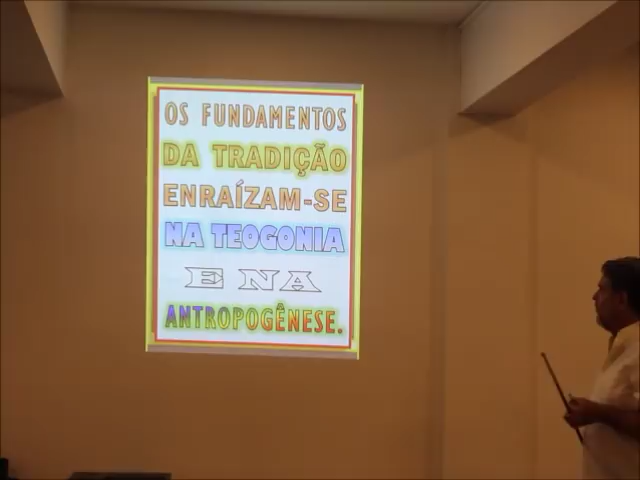 OS FUNDAMENTOS
DA TRADIÇÃO
ENRAÍZAM-SE
NA TEOGONIA
E NA
ANTROPOGÊNESE.